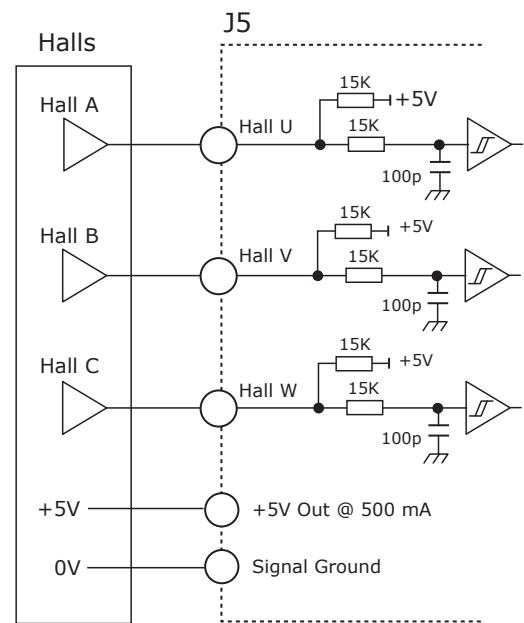 J5
Halls
15K
+5V
Hall A
Hall U
15K
100p
15K
+5V
Hall B
Hall V
15K
100p
15K
+5V
Hall C
Hall W
15K
100p
+5V
+5V Out @ 500 mA
0V
Signal Ground